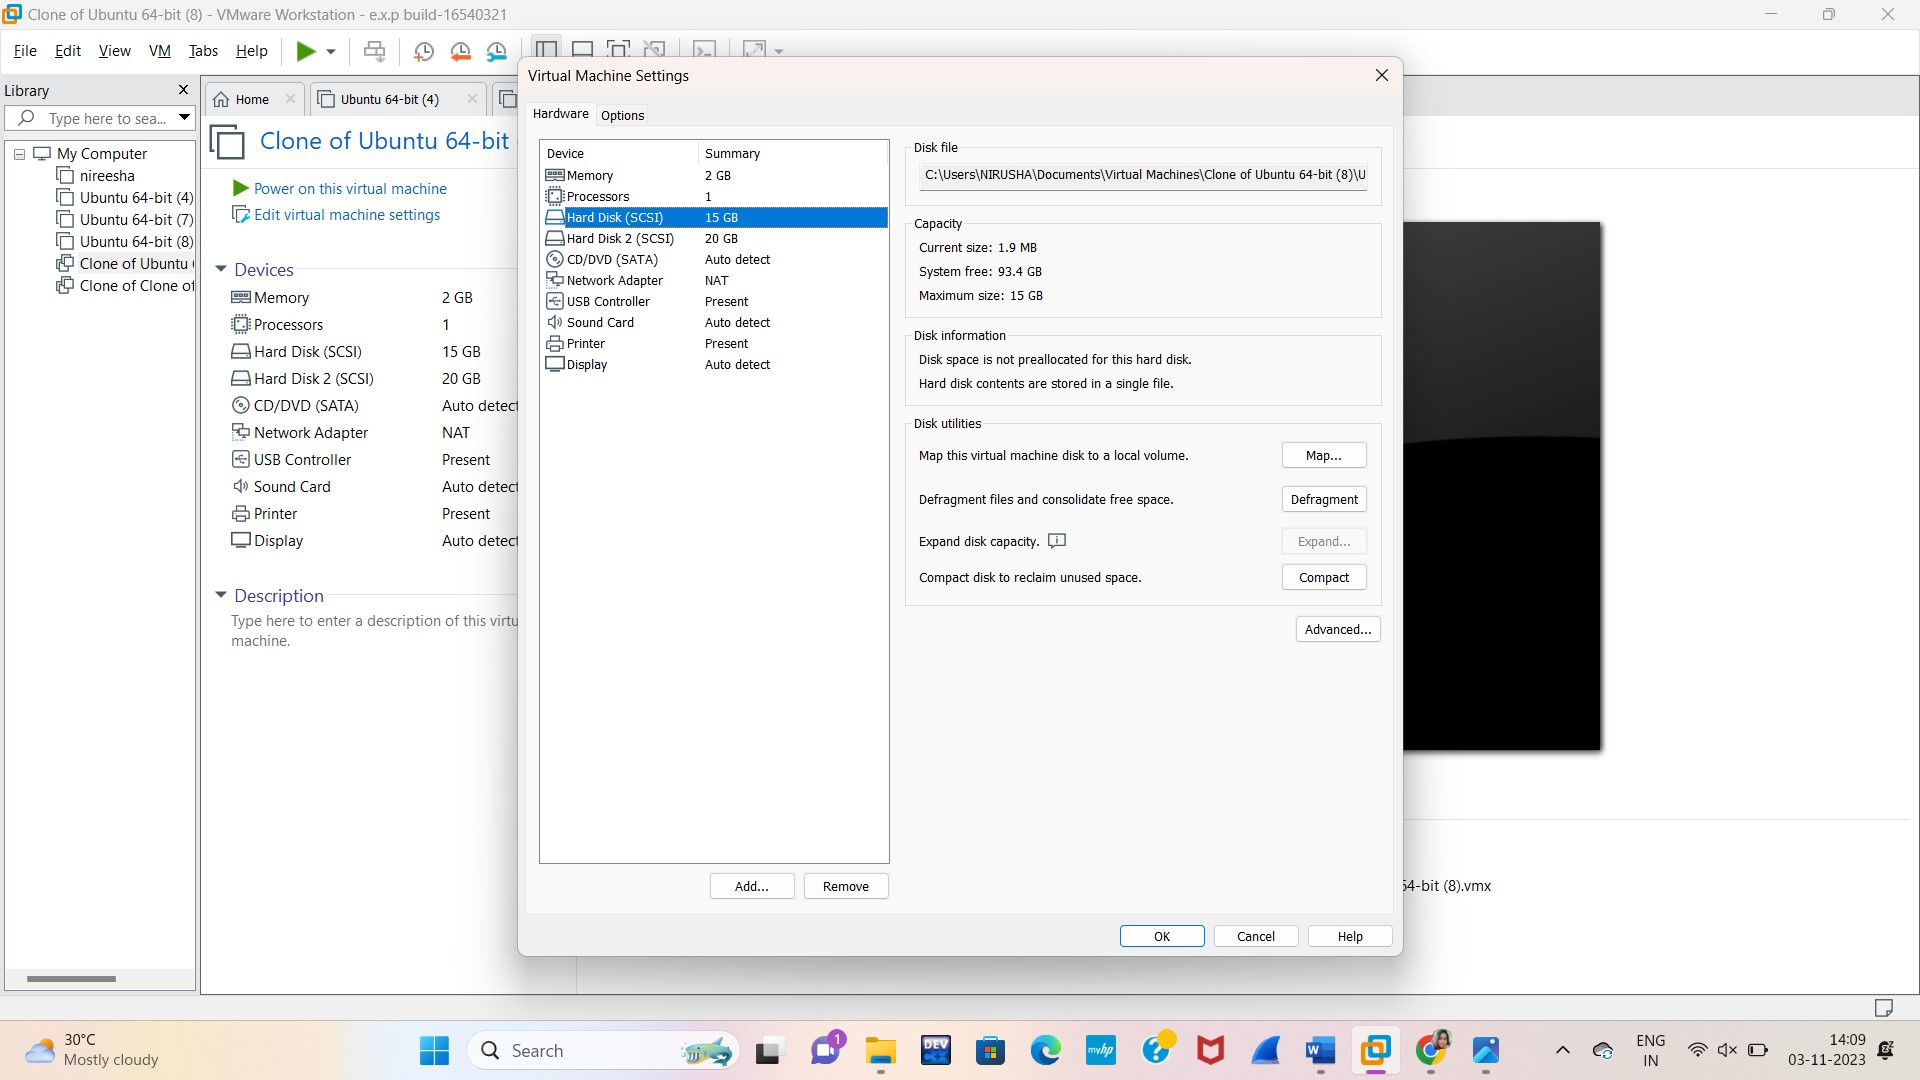 Clone of Ubuntu 64-bit (8) - VMware Workstation - e.x.p build-16540321
File Edit View VM Tabs Help
Library
Type here to sea...
My Computer
nireesha
Ubuntu 64-bit (4)
Ubuntu 64-bit (7)
Ubuntu 64-bit (8)
Clone of Ubuntu
Clone of Clone of
Home
Ubuntu 64-bit (4)
Clone of Ubuntu 64-bit
Power on this virtual machine
Edit virtual machine settings
Devices
Memory 2 GB
Processors 1
Hard Disk (SCSI) 15 GB
Hard Disk 2 (SCSI) 20 GB
CD/DVD (SATA) Auto detect
Network Adapter NAT
USB Controller Present
Sound Card Auto detect
Printer Present
Display Auto detect
Description
Type here to enter a description of this virtu
machine.
Virtual Machine Settings
Hardware Options
Device Summary
Memory 2 GB
Processors 1
Hard Disk (SCSI) 15 GB
Hard Disk 2 (SCSI) 20 GB
CD/DVD (SATA) Auto detect
Network Adapter NAT
USB Controller Present
Sound Card Auto detect
Printer Present
Display Auto detect
Add... Remove
Disk file
C:\Users\NIRUSHA\Documents\Virtual Machines\Clone of Ubuntu 64-bit (8)\U
Capacity
Current size: 1.9 MB
System free: 93.4 GB
Maximum size: 15 GB
Disk information
Disk space is not preallocated for this hard disk.
Hard disk contents are stored in a single file.
Disk utilities
Map this virtual machine disk to a local volume. Map...
Defragment files and consolidate free space. Defragment
Expand disk capacity. Expand...
Compact disk to reclaim unused space. Compact
Advanced...
OK Cancel Help
64-bit (8).vmx
30°C
Mostly cloudy
Search
1
DEV
C++
myhp
W
ENG
IN
14:09
03-11-2023